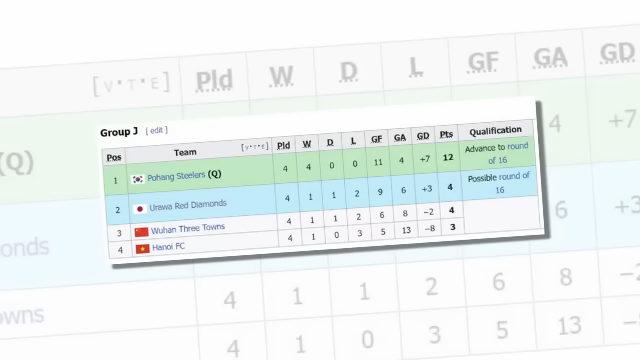 [V·T·E] Pld W D L GF GA GD
Group J [ edit ]
Pos Team [V·T·E] Pld W D L GF GA GD Pts Qualification
1 Pohang Steelers (Q) 4 4 0 0 11 4 +7 12 Advance to round of 16
2 Urawa Red Diamonds 4 1 1 2 9 6 +3 4 Possible round of 16
3 Wuhan Three Towns 4 1 1 2 6 8 −2 4
4 Hanoi FC 4 1 0 3 5 13 −8 3
(Q) 4 +7
onds 6 +3
owns 4 1 1 2 6 8 −2
4 1 0 3 5 13